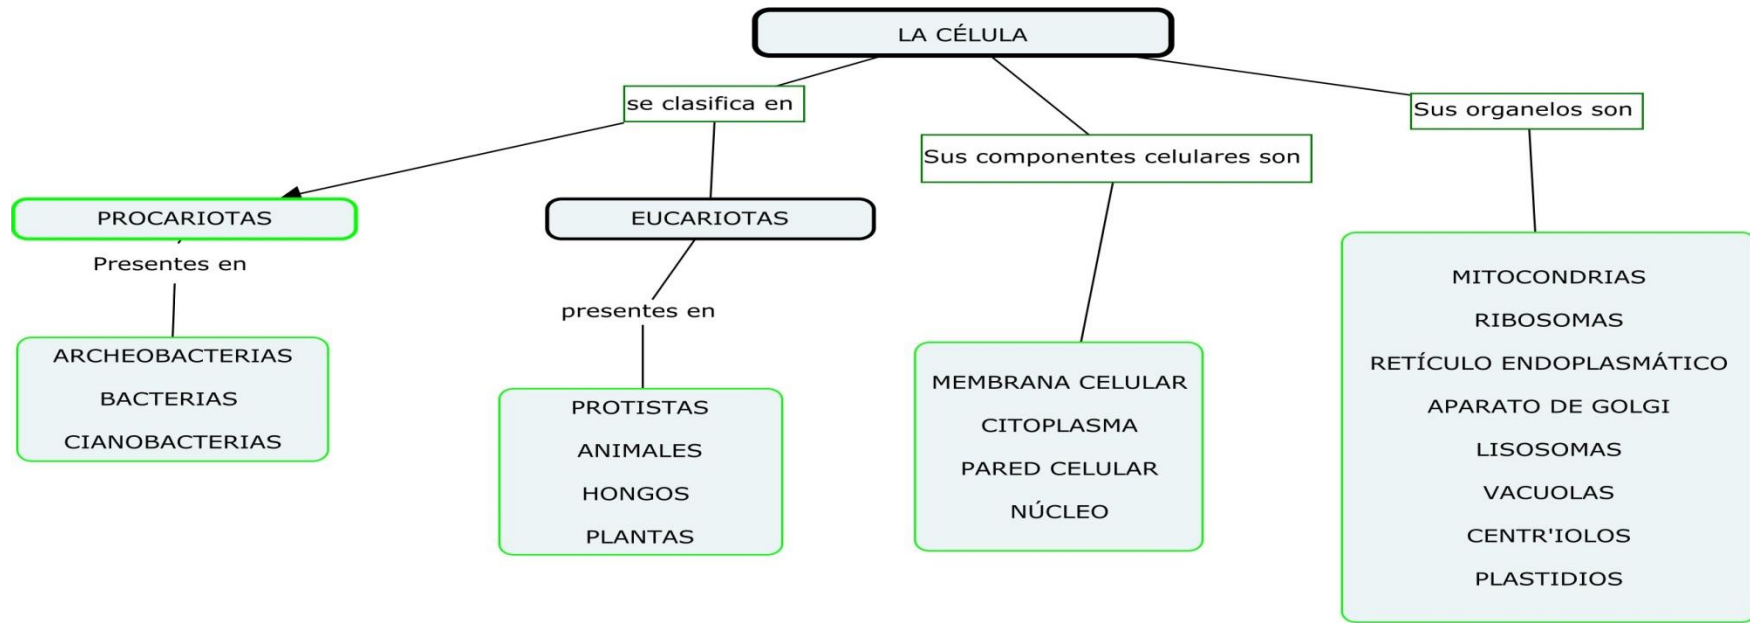 LA CÉLULA
se clasifica en
Sus componentes celulares son
Sus organelos son
PROCARIOTAS
Presentes en
ARCHEOBACTERIAS
BACTERIAS
CIANOBACTERIAS
EUCARIOTAS
presentes en
PROTISTAS
ANIMALES
HONGOS
PLANTAS
MEMBRANA CELULAR
CITOPLASMA
PARED CELULAR
NÚCLEO
MITOCONDRIAS
RIBOSOMAS
RETÍCULO ENDOPLASMÁTICO
APARATO DE GOLGI
LISOSOMAS
VACUOLAS
CENTR'IOLOS
PLASTIDIOS